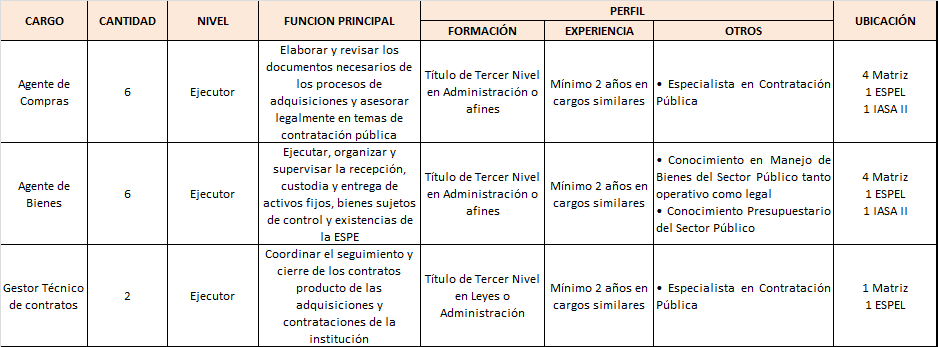 CARGO
CANTIDAD
NIVEL
FUNCION PRINCIPAL
PERFIL
FORMACIÓN
EXPERIENCIA
OTROS
UBICACIÓN
Agente de
Compras
6
Ejecutor
Elaborar y revisar los
documentos necesarios de
los procesos de
adquisiciones y asesorar
legalmente en temas de
contratación pública
Título de Tercer Nivel
en Administración o
afines
Mínimo 2 años en
cargos similares
• Especialista en Contratación
Pública
4 Matriz
1 ESPEL
1 IASA II
Agente de
Bienes
6
Ejecutor
Ejecutar, organizar y
supervisar la recepción,
custodia y entrega de
activos fijos, bienes sujetos
de control y existencias de
la ESPE
Título de Tercer Nivel
en Administración o
afines
Mínimo 2 años en
cargos similares
• Conocimiento en Manejo de
Bienes del Sector Público tanto
operativo como legal
• Conocimiento Presupuestario
del Sector Público
4 Matriz
1 ESPEL
1 IASA II
Gestor Técnico
de contratos
2
Ejecutor
Coordinar el seguimiento y
cierre de los contratos
producto de las
adquisiciones y
contrataciones de la
institución
Título de Tercer Nivel
en Leyes o
Administración
Mínimo 2 años en
cargos similares
• Especialista en Contratación
Pública
1 Matriz
1 ESPEL